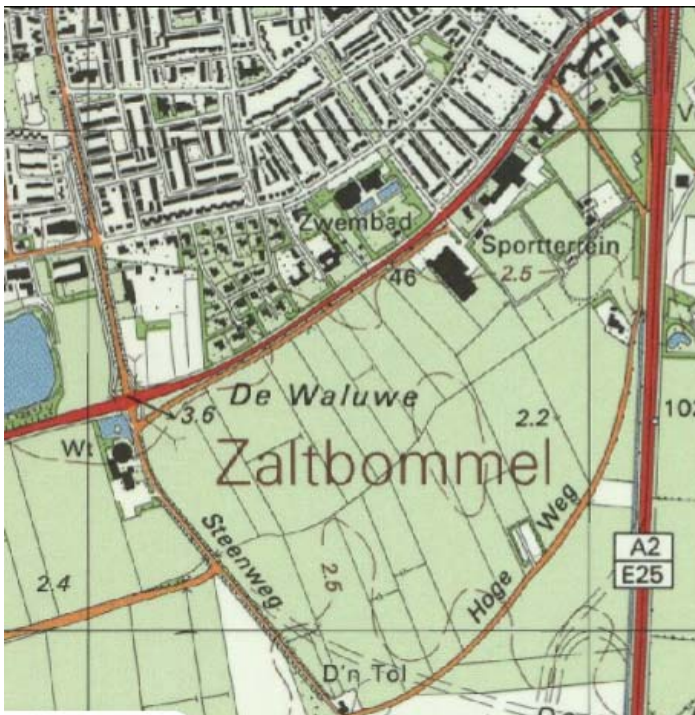 Zwembad
Sportterrein
46
2.5
De Waluwe
3.6
2.2
Wt
Zaltbommel
Steenweg
Hoge Weg
A2
E25
2.4
2.5
D'n Tol